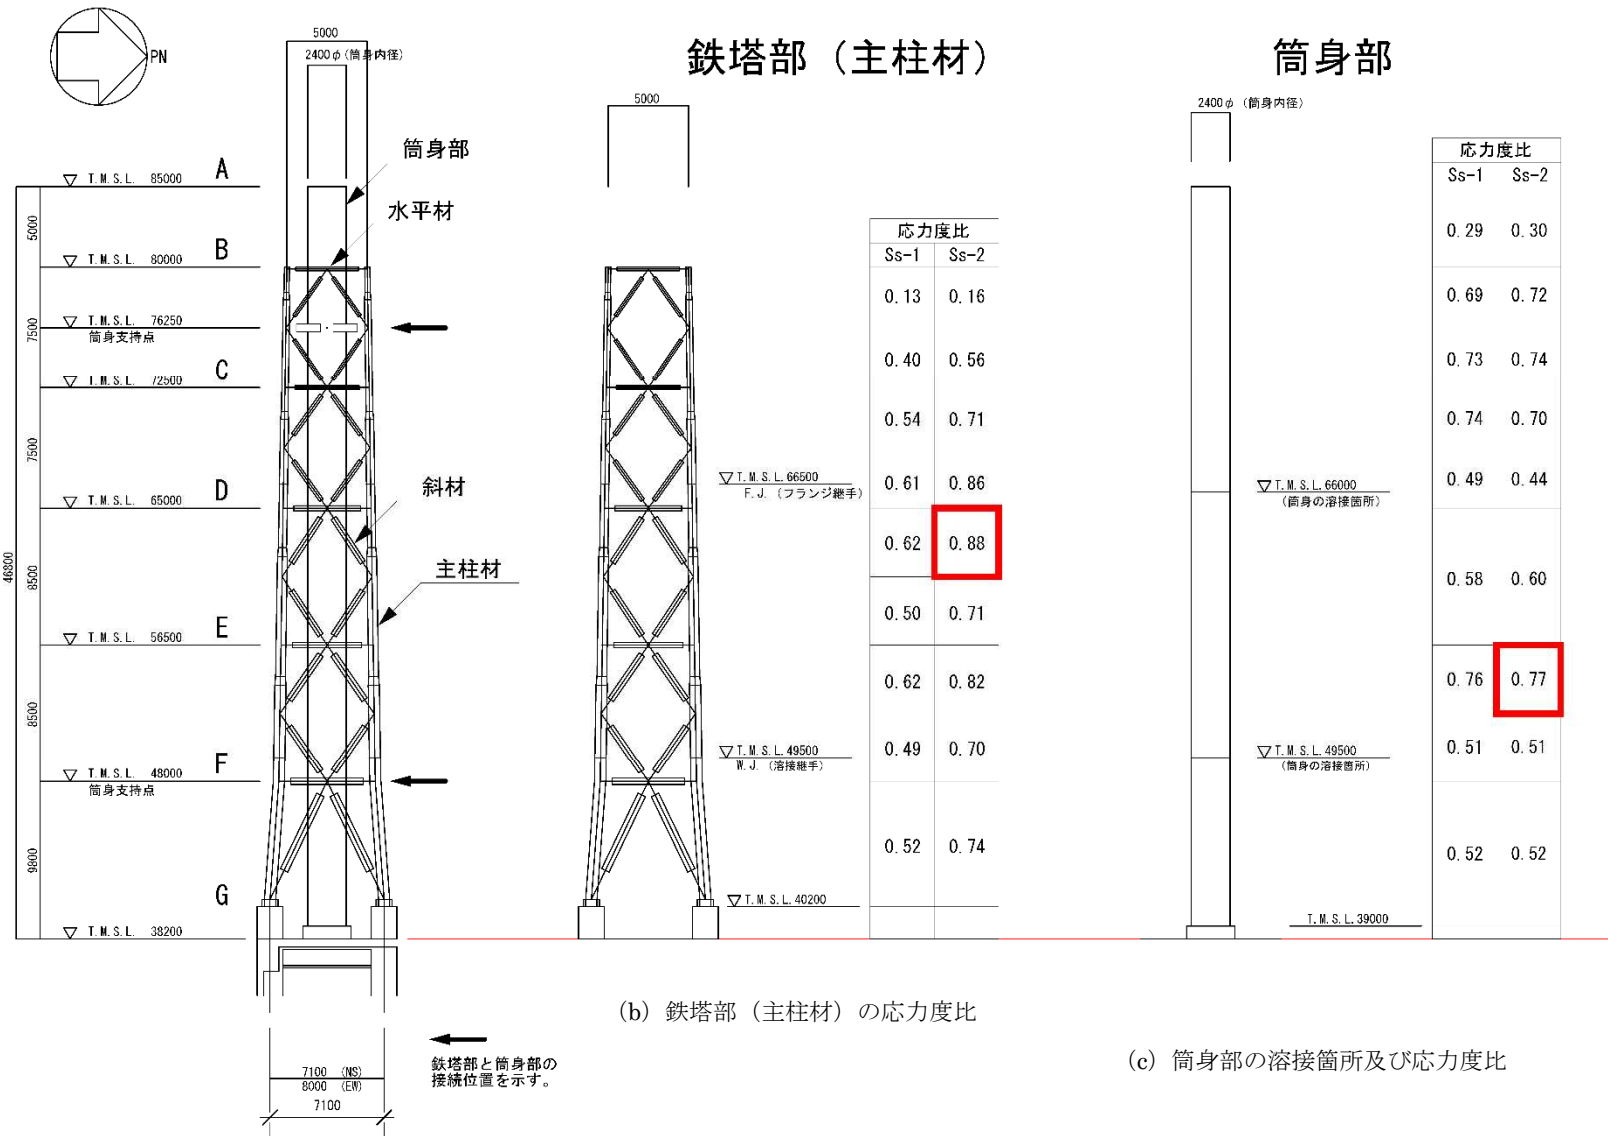 PN
5000
2400φ(筒身内径)
鉄塔部（主柱材）
筒身部
5000
2400φ（筒身内径）
筒身部
水平材
斜材
主柱材
A
▽ T.M.S.L. 85000
5000
B
▽ T.M.S.L. 80000
7500
▽ T.M.S.L. 76250
筒身支持点
C
▽ T.M.S.L. 72500
7500
D
▽ T.M.S.L. 65000
46800
8500
E
▽ T.M.S.L. 56500
8500
F
▽ T.M.S.L. 48000
筒身支持点
9800
G
▽ T.M.S.L. 38200
7100 (NS)
8000 (EW)
7100
鉄塔部と筒身部の
接続位置を示す。
▽T.M.S.L.66500
F.J.（フランジ継手）
▽T.M.S.L.49500
W.J.（溶接継手）
▽T.M.S.L.40200
応力度比
Ss-1 Ss-2
0.13 0.16
0.40 0.56
0.54 0.71
0.61 0.86
0.62 0.88
0.50 0.71
0.62 0.82
0.49 0.70
0.52 0.74
(b) 鉄塔部（主柱材）の応力度比
▽T.M.S.L.66000
(筒身の溶接箇所)
▽T.M.S.L.49500
(筒身の溶接箇所)
T.M.S.L.39000
応力度比
Ss-1 Ss-2
0.29 0.30
0.69 0.72
0.73 0.74
0.74 0.70
0.49 0.44
0.58 0.60
0.76 0.77
0.51 0.51
0.52 0.52
(c) 筒身部の溶接箇所及び応力度比